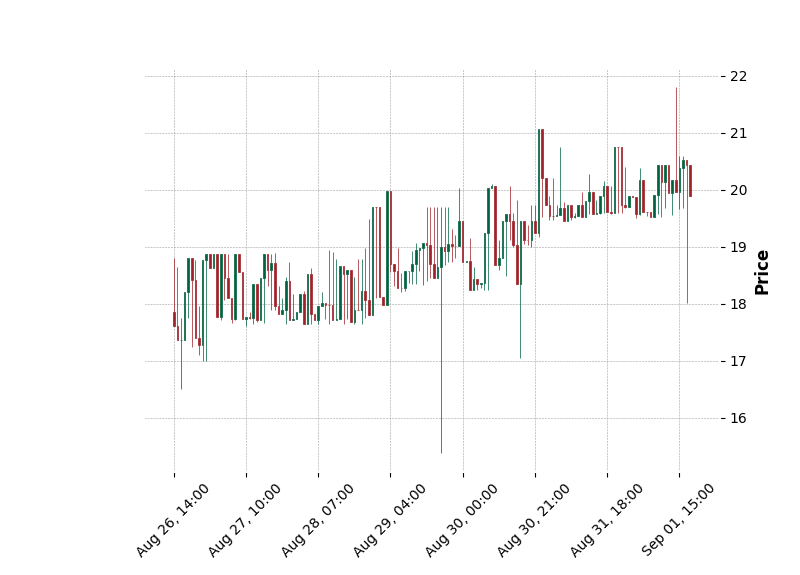 22
21
20
19
18
17
16
Price
Aug 26, 14:00
Aug 27, 10:00
Aug 28, 07:00
Aug 29, 04:00
Aug 30, 00:00
Aug 30, 21:00
Aug 31, 18:00
Sep 01, 15:00